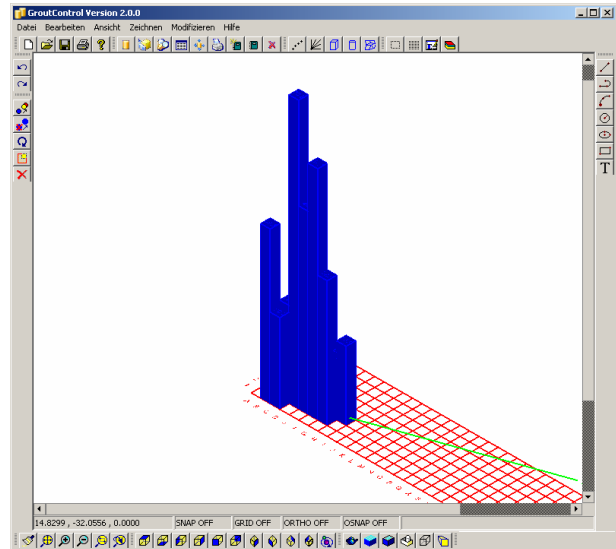 GroutControl Version 2.0.0
Datei Bearbeiten Ansicht Zeichnen Modifizieren Hilfe
T
14.8299 , -32.0556 , 0.0000 SNAP OFF GRID OFF ORTHO OFF OSNAP OFF